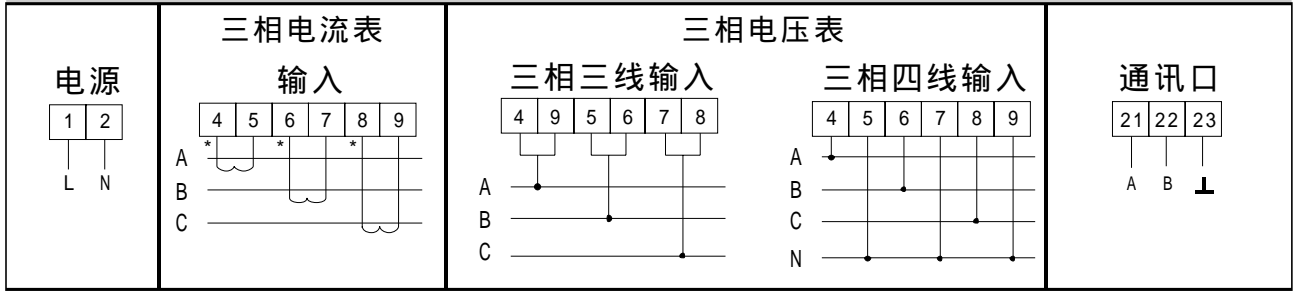 电源
1 2
L N
三相电流表
输入
4 5 6 7 8 9
* * *
A
B
C
三相电压表
三相三线输入
4 9 5 6 7 8
A
B
C
三相四线输入
4 5 6 7 8 9
A
B
C
N
通讯口
21 22 23
A B